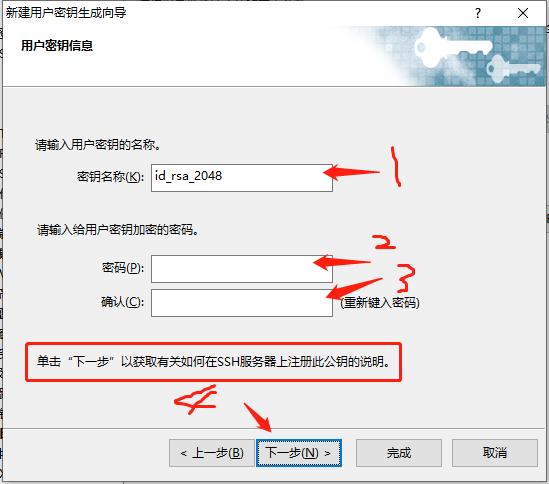 新建用户密钥生成向导
用户密钥信息
请输入用户密钥的名称。
密钥名称(K): id_rsa_2048
1
请输入给用户密钥加密的密码。
2
密码(P):
3
确认(C): (重新键入密码)
单击“下一步”以获取有关如何在SSH服务器上注册此公钥的说明。
4
< 上一步(B) 下一步(N) > 完成 取消